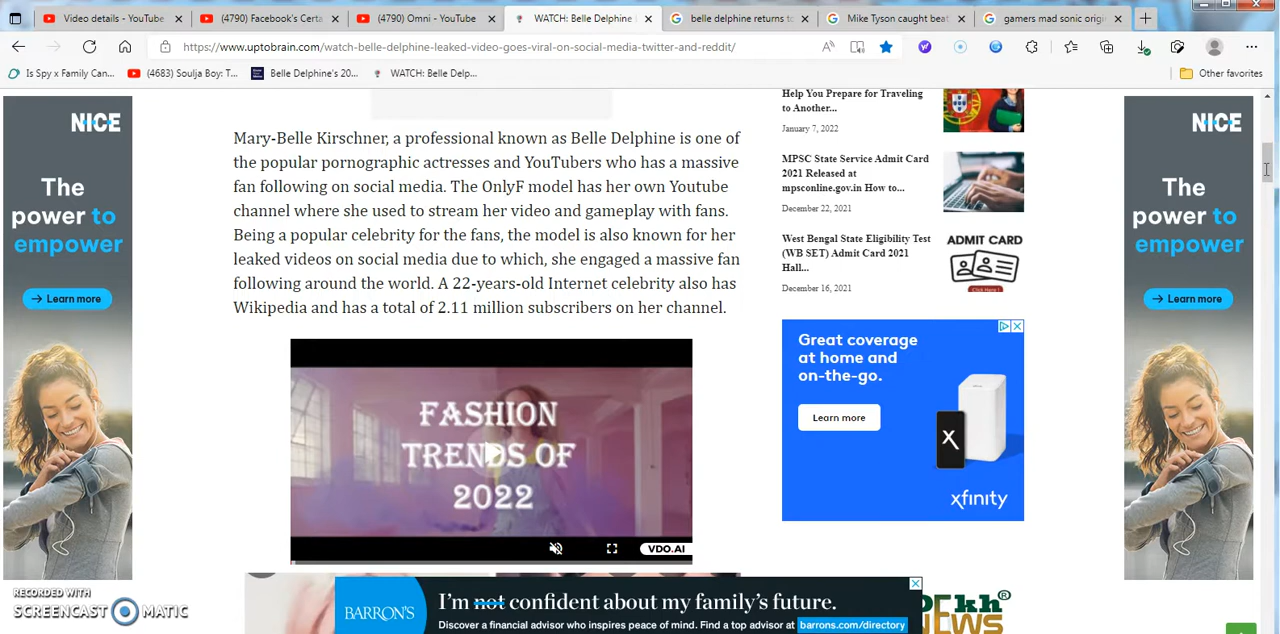 Video details - YouTube
(4790) Facebook's Certa
(4790) Omni - YouTube
WATCH: Belle Delphine
belle delphine returns to
Mike Tyson caught beat
gamers mad sonic orig
https://www.uptobrain.com/watch-belle-delphine-leaked-video-goes-viral-on-social-media-twitter-and-reddit/
Is Spy x Family Can...
(4683) Soulja Boy: T...
Belle Delphine's 20...
WATCH: Belle Delp...
Other favorites
NICE
The
power to
empower
Learn more
Mary-Belle Kirschner, a professional known as Belle Delphine is one of
the popular pornographic actresses and YouTubers who has a massive
fan following on social media. The OnlyF model has her own Youtube
channel where she used to stream her video and gameplay with fans.
Being a popular celebrity for the fans, the model is also known for her
leaked videos on social media due to which, she engaged a massive fan
following around the world. A 22-years-old Internet celebrity also has
Wikipedia and has a total of 2.11 million subscribers on her channel.
FASHION
TRENDS OF
2022
VDO.AI
Help You Prepare for Traveling
to Another...
January 7, 2022
MPSC State Service Admit Card
2021 Released at
mpsconline.gov.in How to...
December 22, 2021
West Bengal State Eligibility Test
(WB SET) Admit Card 2021
Hall...
December 16, 2021
ADMIT CARD
Click Here !
Great coverage
at home and
on-the-go.
Learn more
X
xfinity
NICE
The
power to
empower
Learn more
RECORDED WITH
SCREENCAST MATIC
BARRON'S
I'm not confident about my family's future.
Discover a financial advisor who inspires peace of mind. Find a top advisor at barrons.com/directory
NEWS